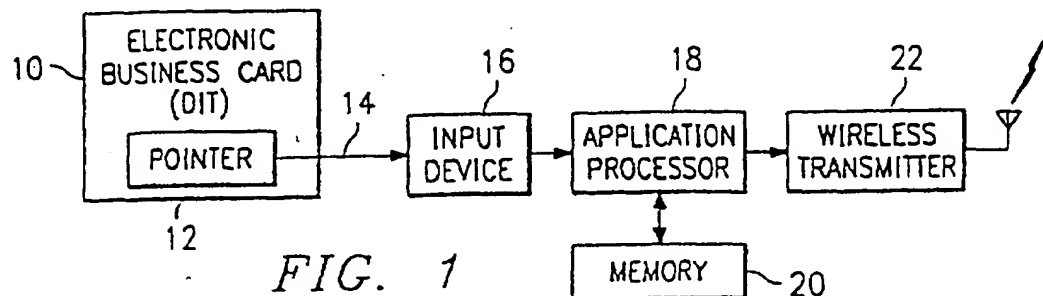 10
ELECTRONIC
BUSINESS CARD
(DIT)
POINTER
12
14
16
INPUT
DEVICE
18
APPLICATION
PROCESSOR
22
WIRELESS
TRANSMITTER
MEMORY
20
FIG. 1